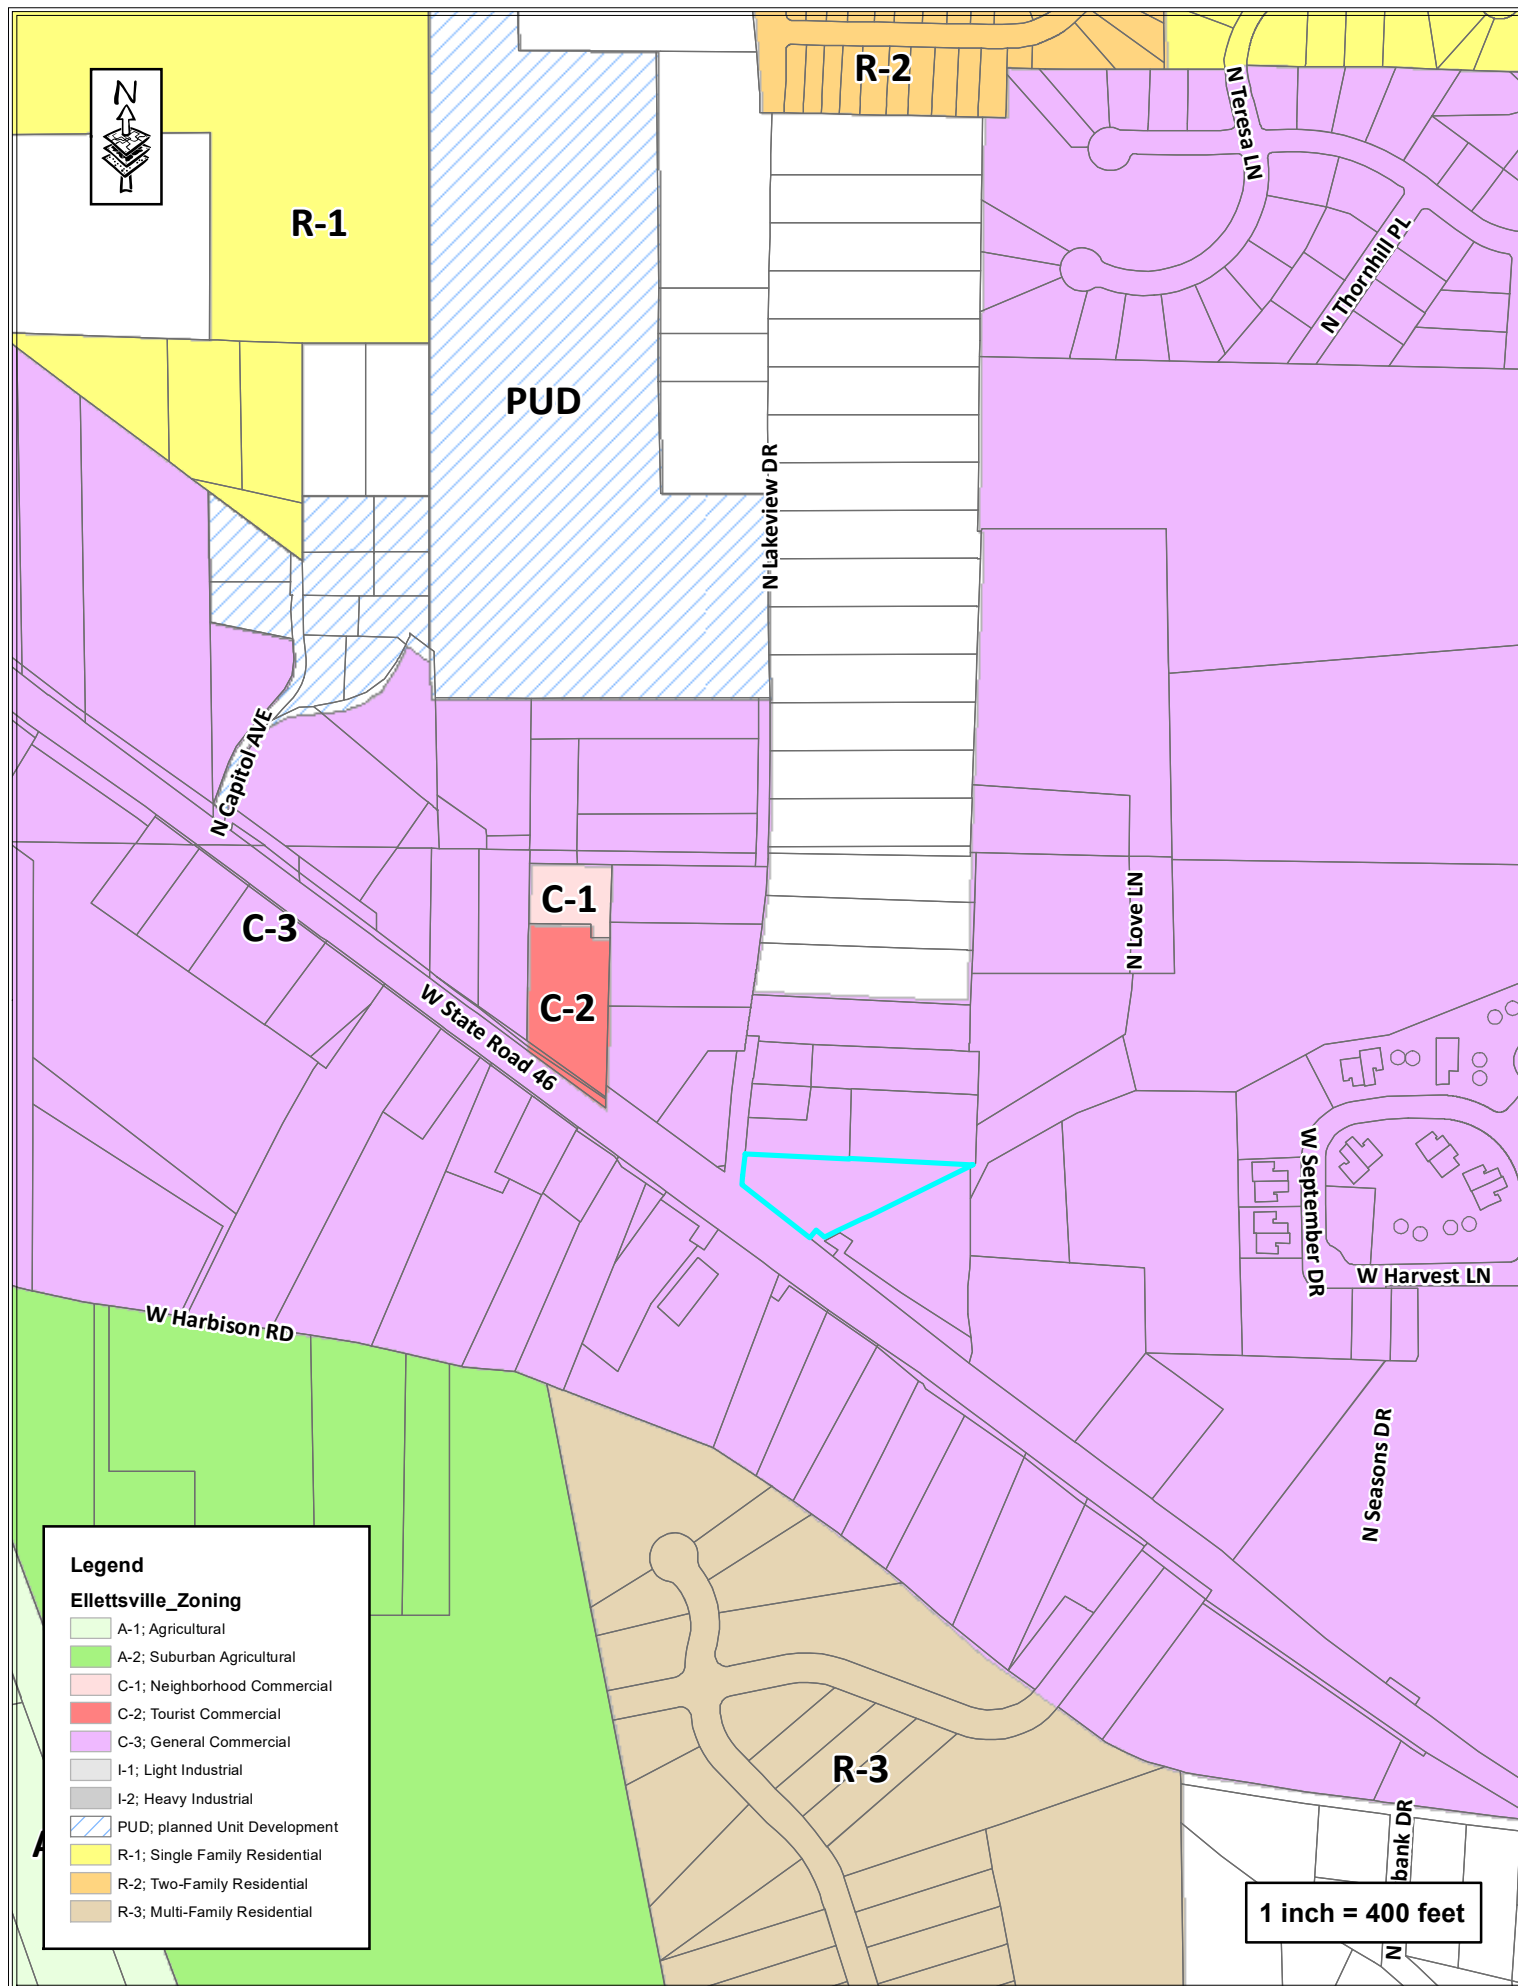 R-2
N
N Teresa LN
R-1
N Thornhill PL
PUD
N Lakeview DR
N Capitol AVE
C-1
C-3
N Love LN
C-2
W State Road 46
W September DR
W Harvest LN
W Harbison RD
N Seasons DR
Legend
Ellettsville_Zoning
A-1; Agricultural
A-2; Suburban Agricultural
C-1; Neighborhood Commercial
C-2; Tourist Commercial
C-3; General Commercial
I-1; Light Industrial
I-2; Heavy Industrial
PUD; planned Unit Development
R-1; Single Family Residential
R-2; Two-Family Residential
R-3; Multi-Family Residential
R-3
A
N bank DR
1 inch = 400 feet